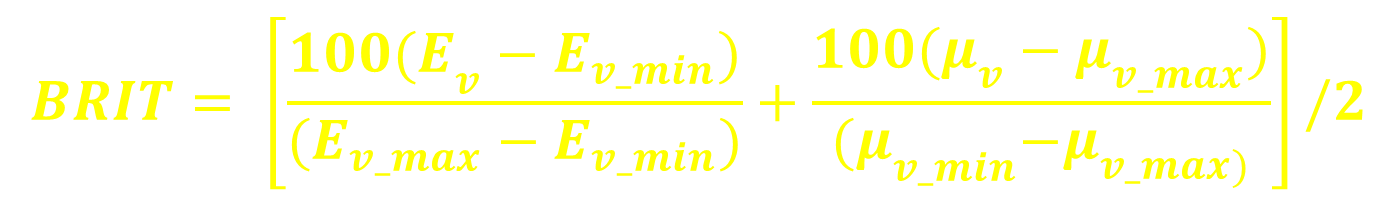 BRIT = [100(E_v − E_v_min) / (E_v_max − E_v_min) + 100(μ_v − μ_v_max) / (μ_v_min − μ_v_max)] /2